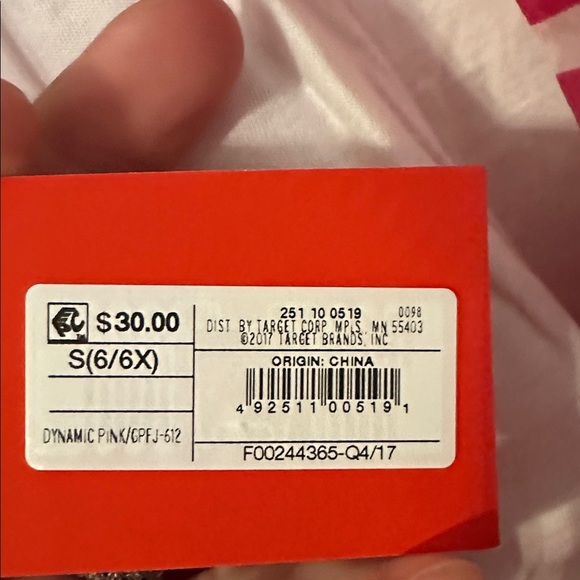 $30.00
S(6/6X)
DYNAMIC PINK/GPFJ-612
251 10 0519 0098
DIST. BY TARGET CORP. MPLS, MN 55403
©2017 TARGET BRANDS, INC
ORIGIN: CHINA
4 92511 00519 1
F00244365-Q4/17